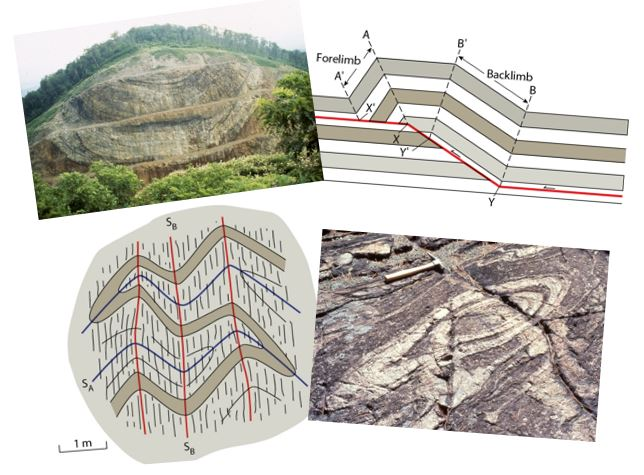 A
B'
Forelimb
Backlimb
A'
B
X'
X
Y'
Y
S_B
S_A
1 m
S_B